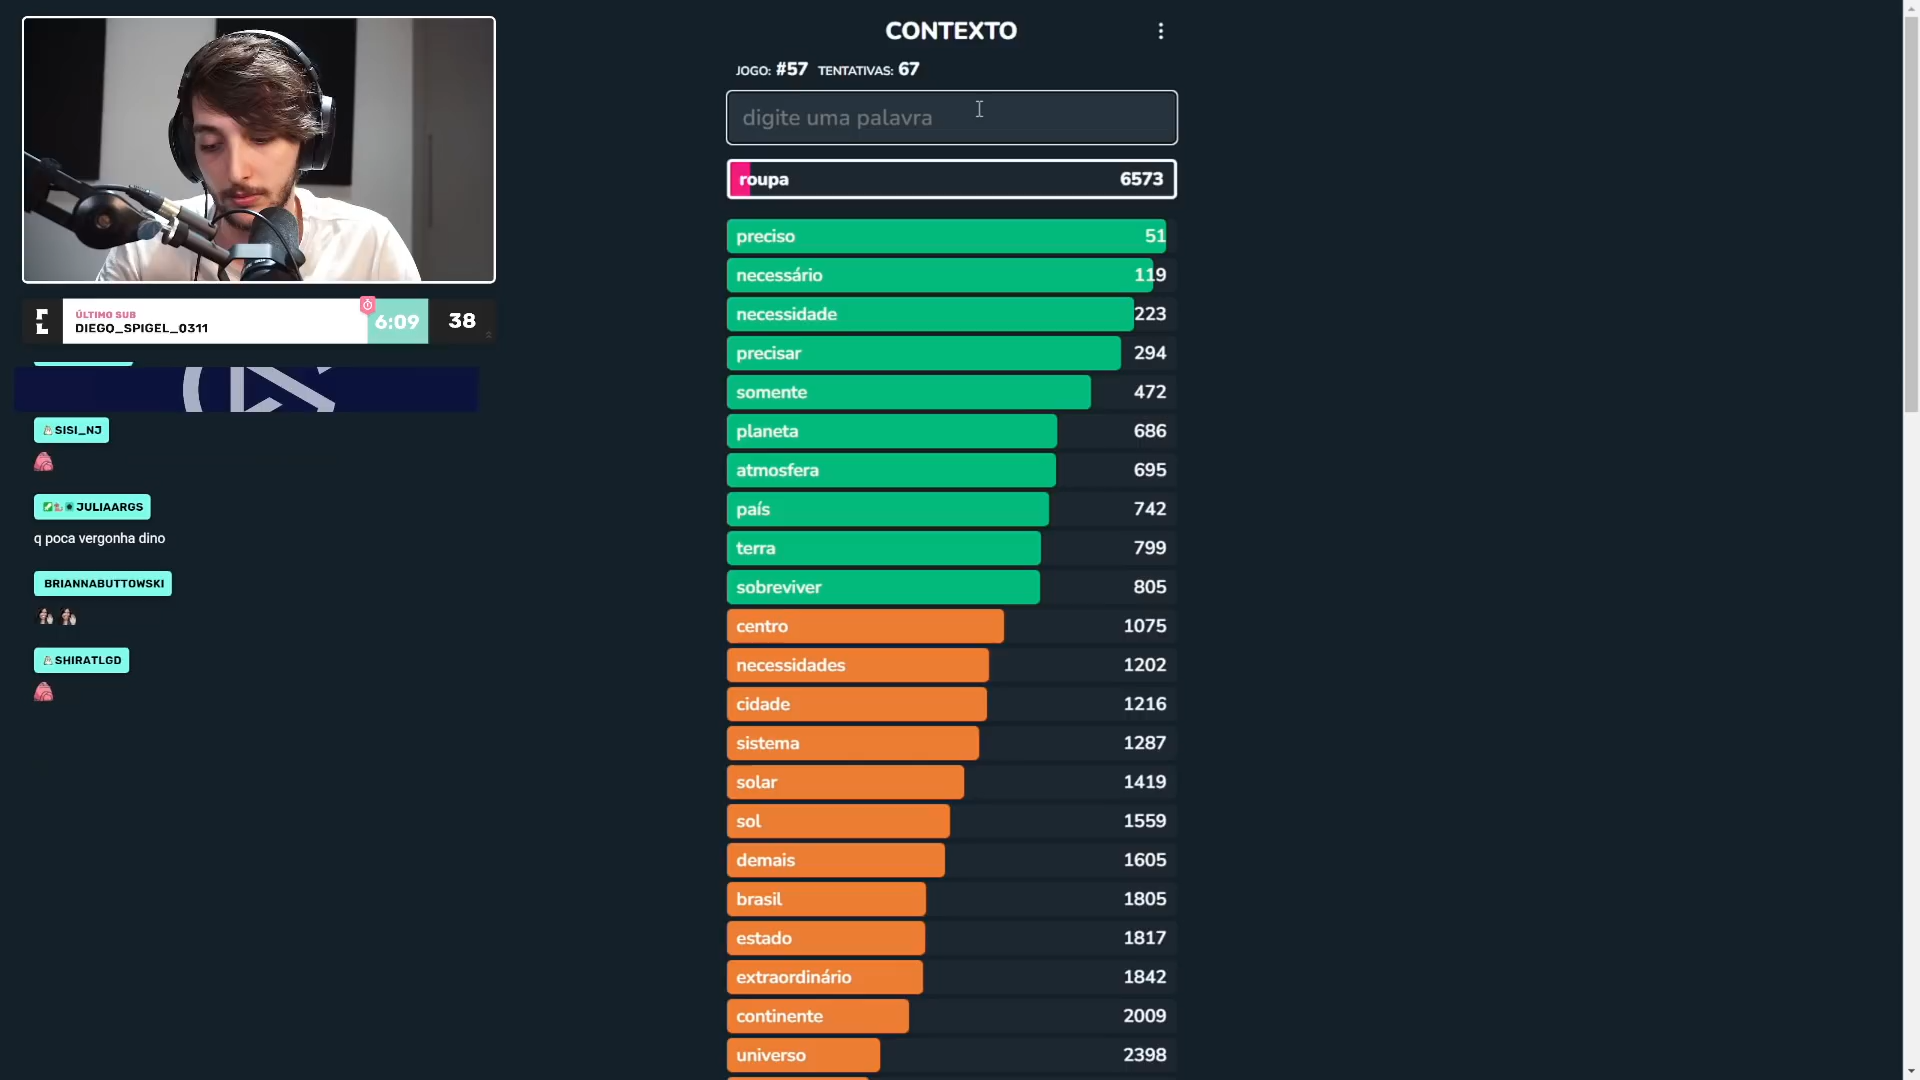 CONTEXTO
JOGO: #57 TENTATIVAS: 67
digite uma palavra
roupa 6573
preciso 51
necessário 119
necessidade 223
precisar 294
somente 472
planeta 686
atmosfera 695
país 742
terra 799
sobreviver 805
centro 1075
necessidades 1202
cidade 1216
sistema 1287
solar 1419
sol 1559
demais 1605
brasil 1805
estado 1817
extraordinário 1842
continente 2009
universo 2398
ÚLTIMO SUB
DIEGO_SPIGEL_0311
6:09
38
SISI_NJ
JULIAARGS
q poca vergonha dino
BRIANNABUTTOWSKI
SHIRATLGD